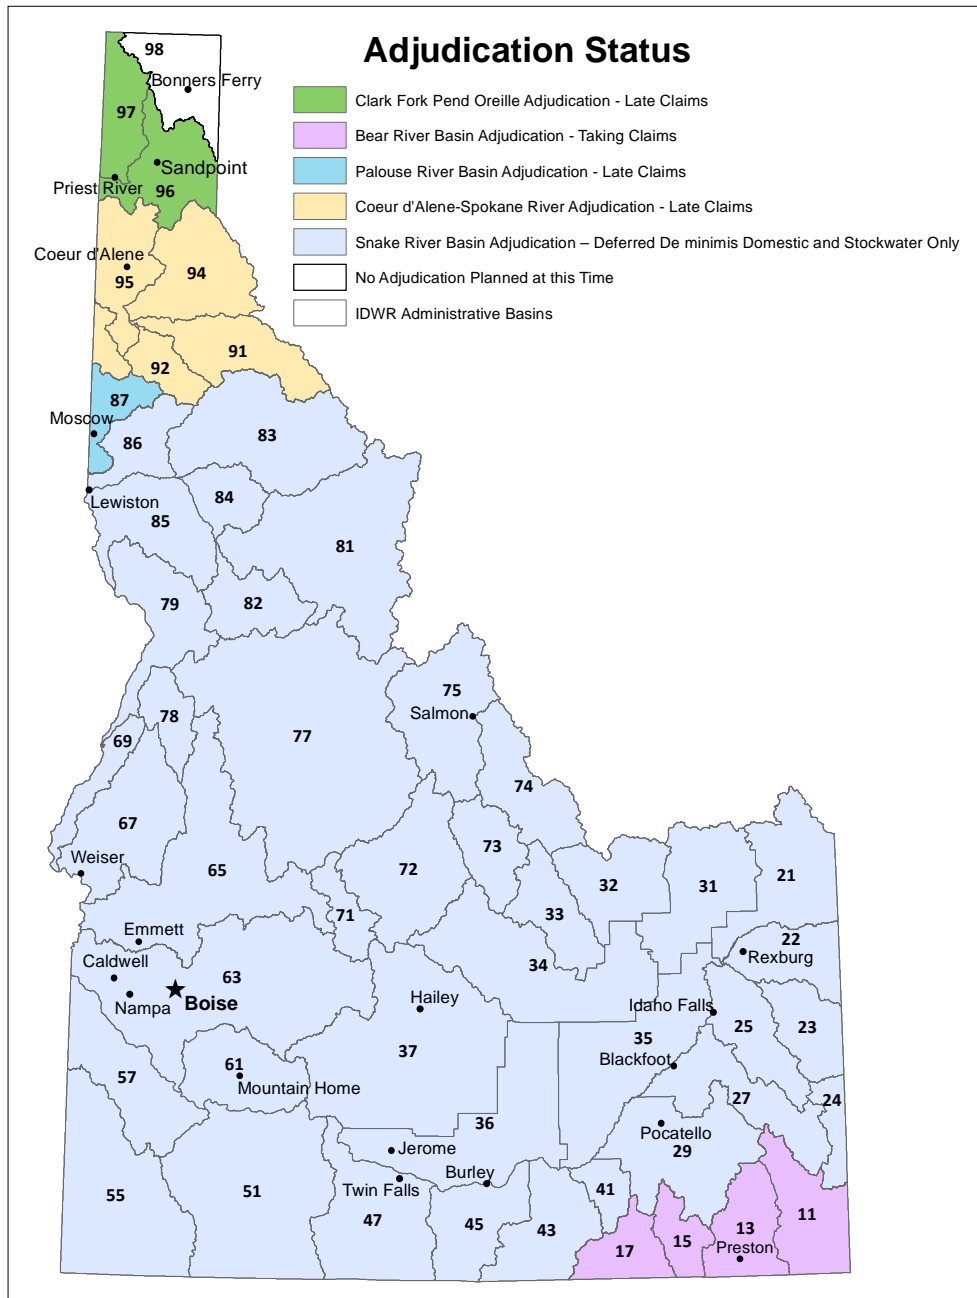 Adjudication Status
Clark Fork Pend Oreille Adjudication - Late Claims
Bear River Basin Adjudication - Taking Claims
Palouse River Basin Adjudication - Late Claims
Coeur d'Alene-Spokane River Adjudication - Late Claims
Snake River Basin Adjudication – Deferred De minimis Domestic and Stockwater Only
No Adjudication Planned at this Time
IDWR Administrative Basins
98
Bonners Ferry
97
Sandpoint
Priest River
96
Coeur d'Alene
95
94
91
92
87
Moscow
86
83
84
Lewiston
85
81
79
82
75
Salmon
78
77
69
74
67
73
Weiser
65
72
32
31
21
71
33
Emmett
22
Rexburg
Caldwell
34
63
Nampa
Boise
Hailey
Idaho Falls
25
23
35
37
Blackfoot
61
57
Mountain Home
27
24
36
Pocatello
Jerome
29
Burley
Twin Falls
41
55
51
47
45
43
17
15
13
11
Preston